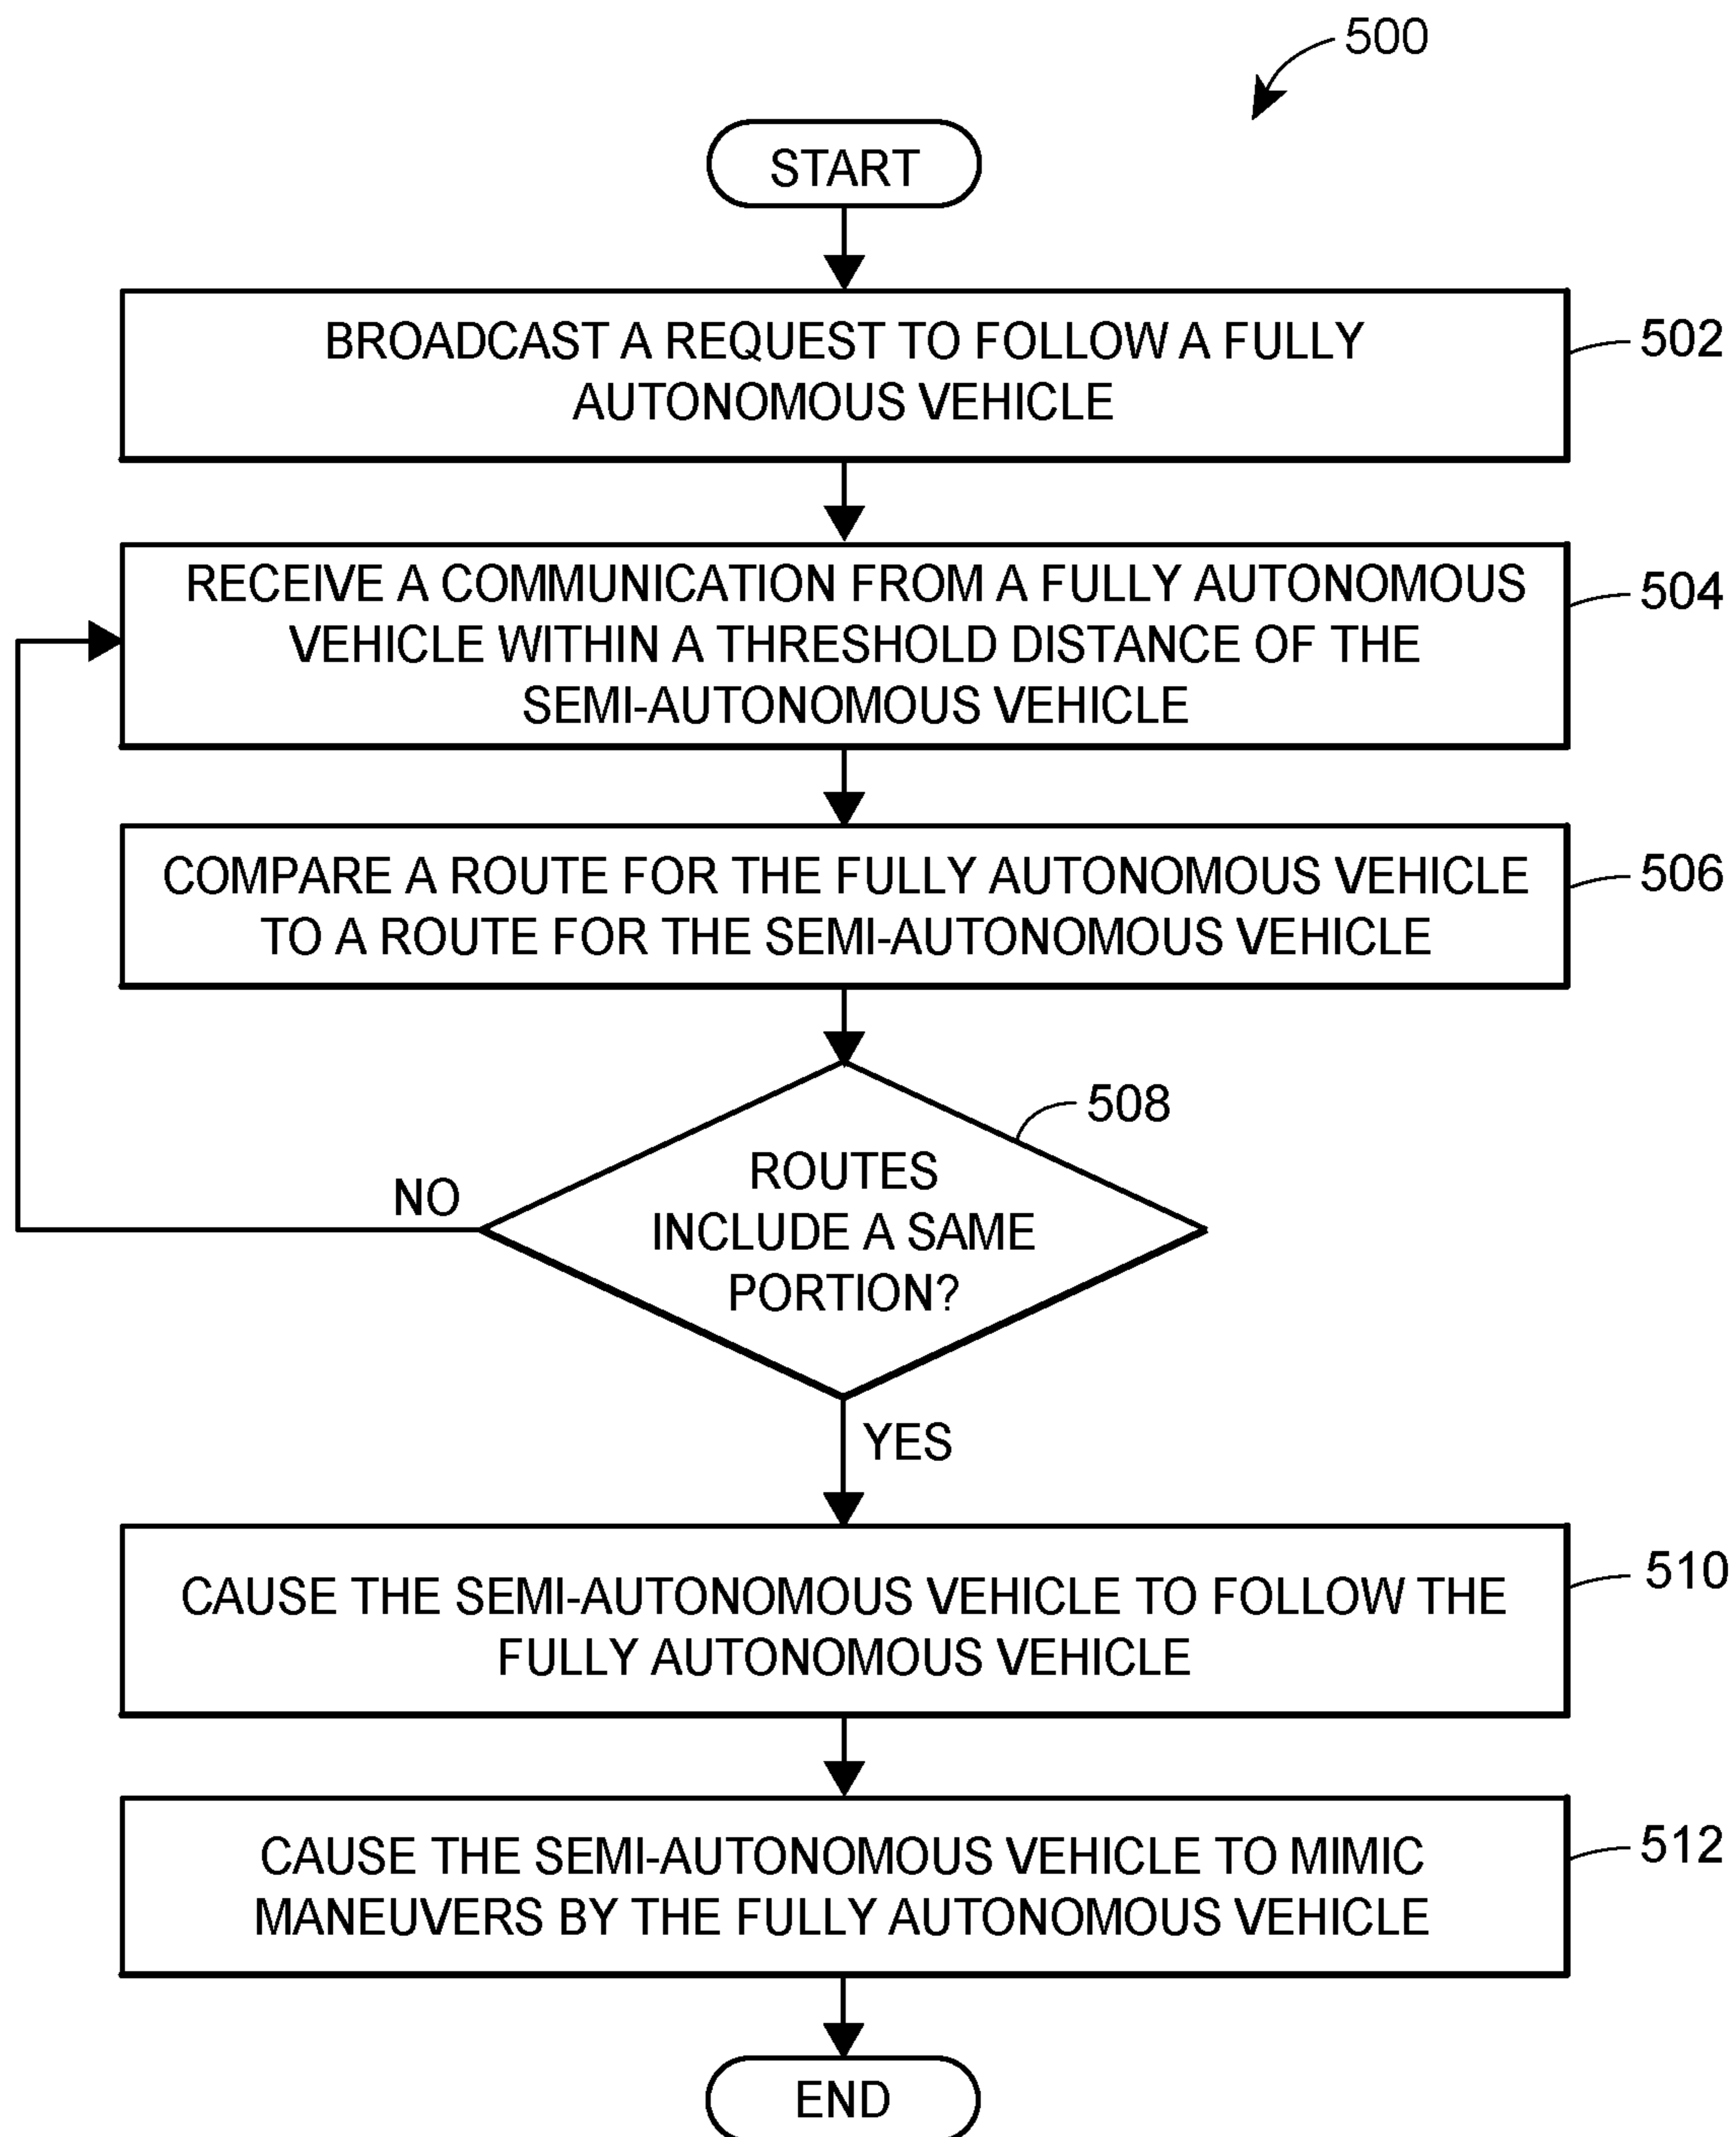 500
START
BROADCAST A REQUEST TO FOLLOW A FULLY
AUTONOMOUS VEHICLE
502
RECEIVE A COMMUNICATION FROM A FULLY AUTONOMOUS
VEHICLE WITHIN A THRESHOLD DISTANCE OF THE
SEMI-AUTONOMOUS VEHICLE
504
COMPARE A ROUTE FOR THE FULLY AUTONOMOUS VEHICLE
TO A ROUTE FOR THE SEMI-AUTONOMOUS VEHICLE
506
508
ROUTES
INCLUDE A SAME
PORTION?
NO
YES
CAUSE THE SEMI-AUTONOMOUS VEHICLE TO FOLLOW THE
FULLY AUTONOMOUS VEHICLE
510
CAUSE THE SEMI-AUTONOMOUS VEHICLE TO MIMIC
MANEUVERS BY THE FULLY AUTONOMOUS VEHICLE
512
END